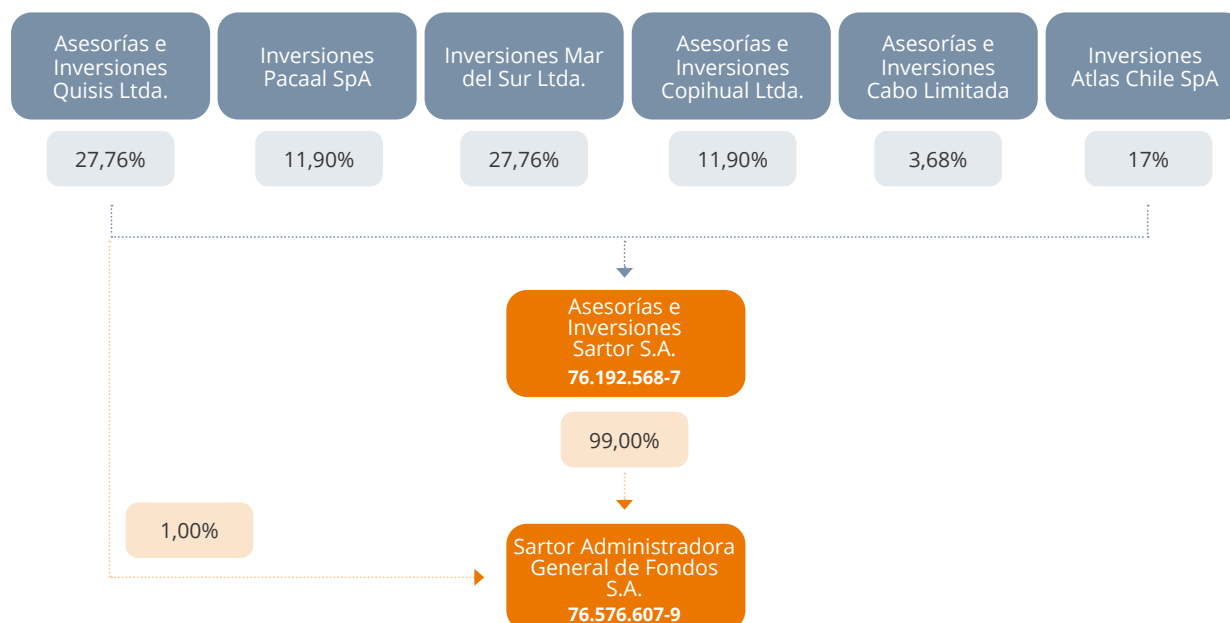 Asesorías e
Inversiones
Quisis Ltda.
Inversiones
Pacaal SpA
Inversiones Mar
del Sur Ltda.
Asesorías e
Inversiones
Copihual Ltda.
Asesorías e
Inversiones
Cabo Limitada
Inversiones
Atlas Chile SpA
27,76%
11,90%
27,76%
11,90%
3,68%
17%
Asesorías e
Inversiones
Sartor S.A.
76.192.568-7
99,00%
1,00%
Sartor Administradora
General de Fondos
S.A.
76.576.607-9